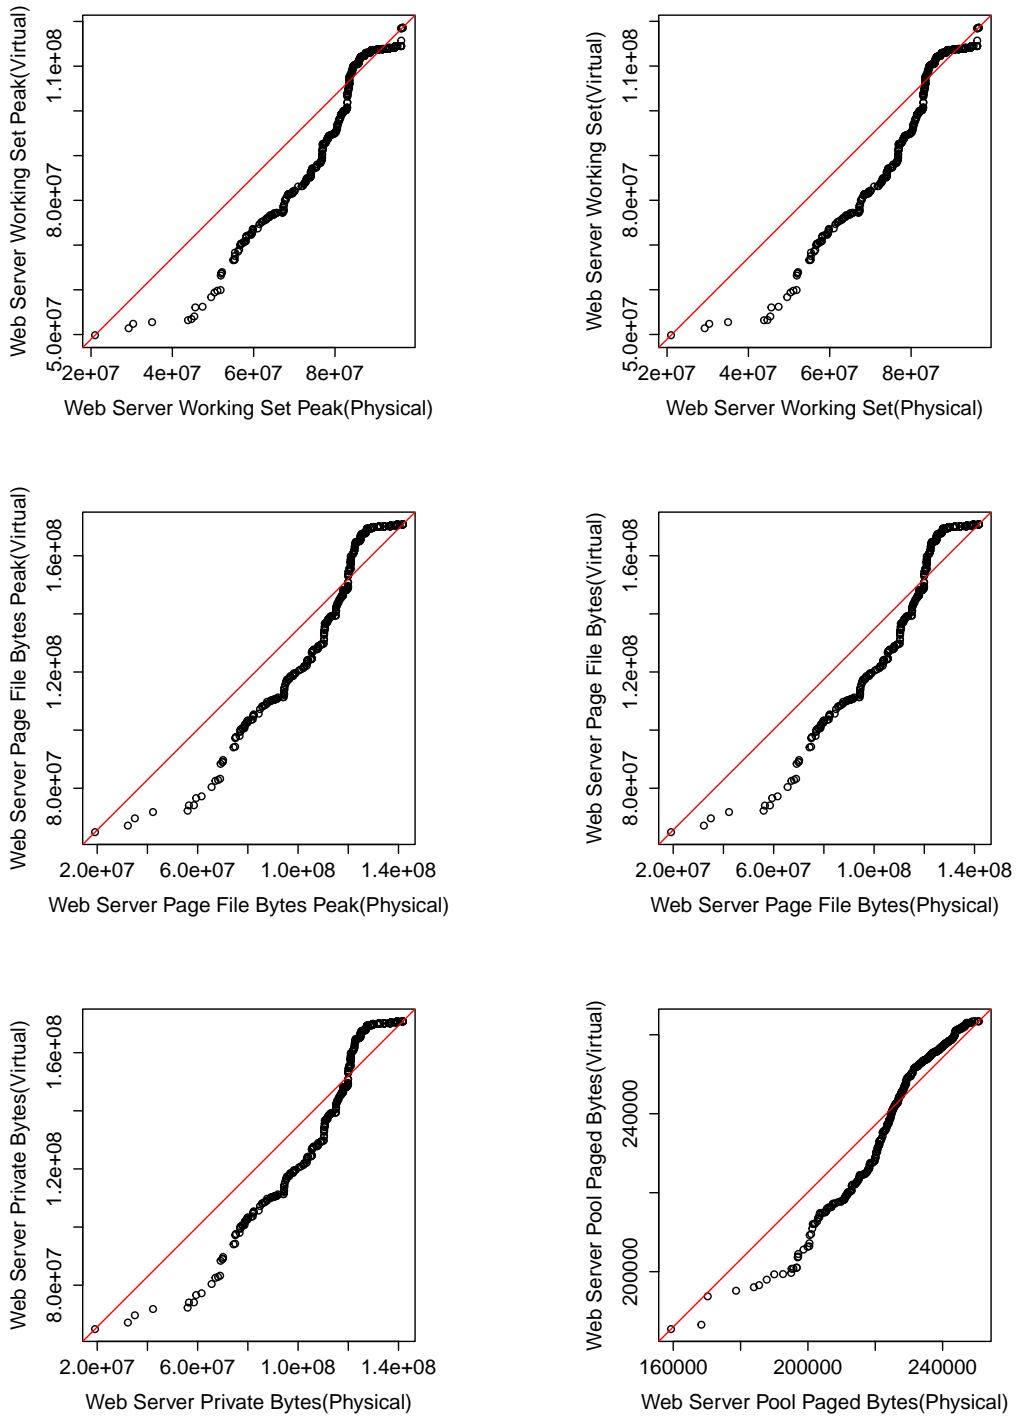 Web Server Working Set Peak(Virtual)
5.0e+07 8.0e+07 1.1e+08
2e+07 4e+07 6e+07 8e+07
Web Server Working Set Peak(Physical)
Web Server Working Set(Virtual)
5.0e+07 8.0e+07 1.1e+08
2e+07 4e+07 6e+07 8e+07
Web Server Working Set(Physical)
Web Server Page File Bytes Peak(Virtual)
8.0e+07 1.2e+08 1.6e+08
2.0e+07 6.0e+07 1.0e+08 1.4e+08
Web Server Page File Bytes Peak(Physical)
Web Server Page File Bytes(Virtual)
8.0e+07 1.2e+08 1.6e+08
2.0e+07 6.0e+07 1.0e+08 1.4e+08
Web Server Page File Bytes(Physical)
Web Server Private Bytes(Virtual)
8.0e+07 1.2e+08 1.6e+08
2.0e+07 6.0e+07 1.0e+08 1.4e+08
Web Server Private Bytes(Physical)
Web Server Pool Paged Bytes(Virtual)
200000 240000
160000 200000 240000
Web Server Pool Paged Bytes(Physical)